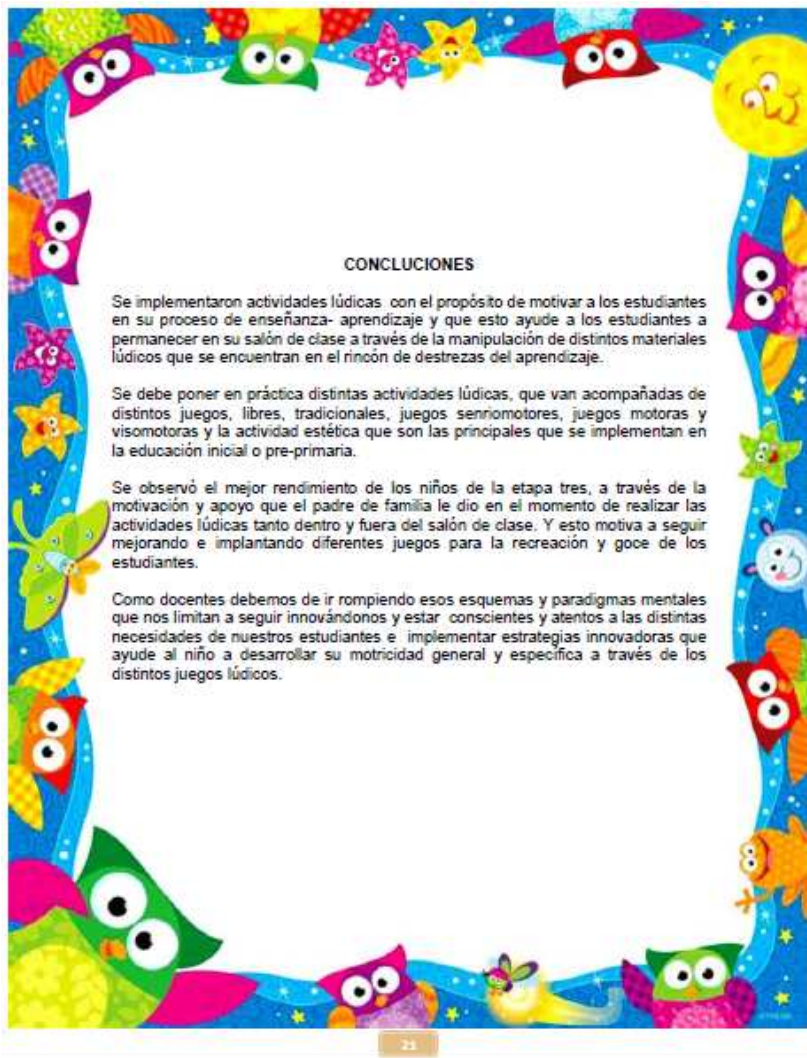 CONCLUCIONES
Se implementaron actividades lúdicas con el propósito de motivar a los estudiantes
en su proceso de enseñanza- aprendizaje y que esto ayude a los estudiantes a
permanecer en su salón de clase a través de la manipulación de distintos materiales
lúdicos que se encuentran en el rincón de destrezas del aprendizaje.
Se debe poner en práctica distintas actividades lúdicas, que van acompañadas de
distintos juegos, libres, tradicionales, juegos senriomotores, juegos motoras y
visomotoras y la actividad estética que son las principales que se implementan en
la educación inicial o pre-primaria.
Se observó el mejor rendimiento de los niños de la etapa tres, a través de la
motivación y apoyo que el padre de familia le dio en el momento de realizar las
actividades lúdicas tanto dentro y fuera del salón de clase. Y esto motiva a seguir
mejorando e implantando diferentes juegos para la recreación y goce de los
estudiantes.
Como docentes debemos de ir rompiendo esos esquemas y paradigmas mentales
que nos limitan a seguir innovándonos y estar conscientes y atentos a las distintas
necesidades de nuestros estudiantes e implementar estrategias innovadoras que
ayude al niño a desarrollar su motricidad general y específica a través de los
distintos juegos lúdicos.
21